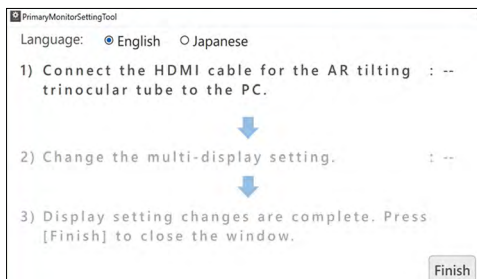 PrimaryMonitorSettingTool
Language: English Japanese
1) Connect the HDMI cable for the AR tilting : --
trinocular tube to the PC.
2) Change the multi-display setting. : --
3) Display setting changes are complete. Press
[Finish] to close the window.
Finish